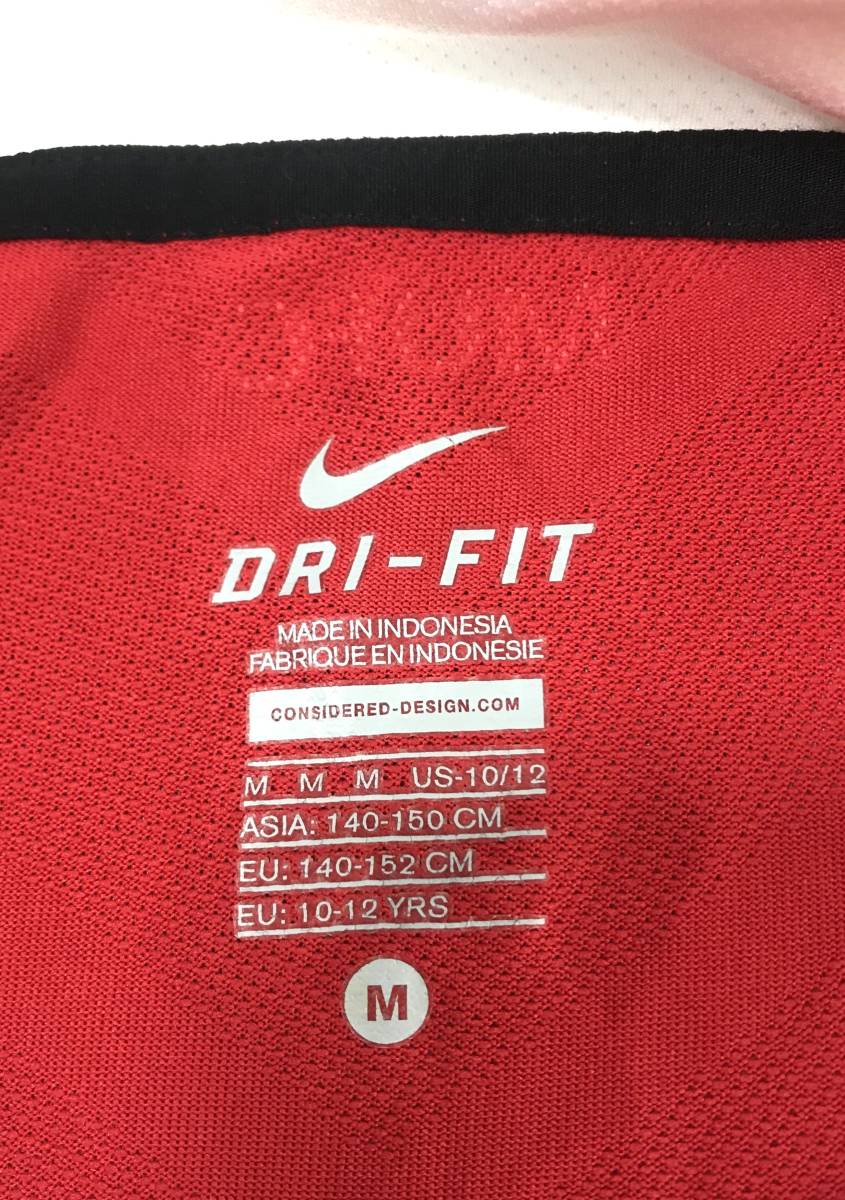 DRI-FIT
MADE IN INDONESIA
FABRIQUE EN INDONESIE
CONSIDERED-DESIGN.COM
M M M US-10/12
ASIA: 140-150 CM
EU: 140-152 CM
EU: 10-12 YRS
M